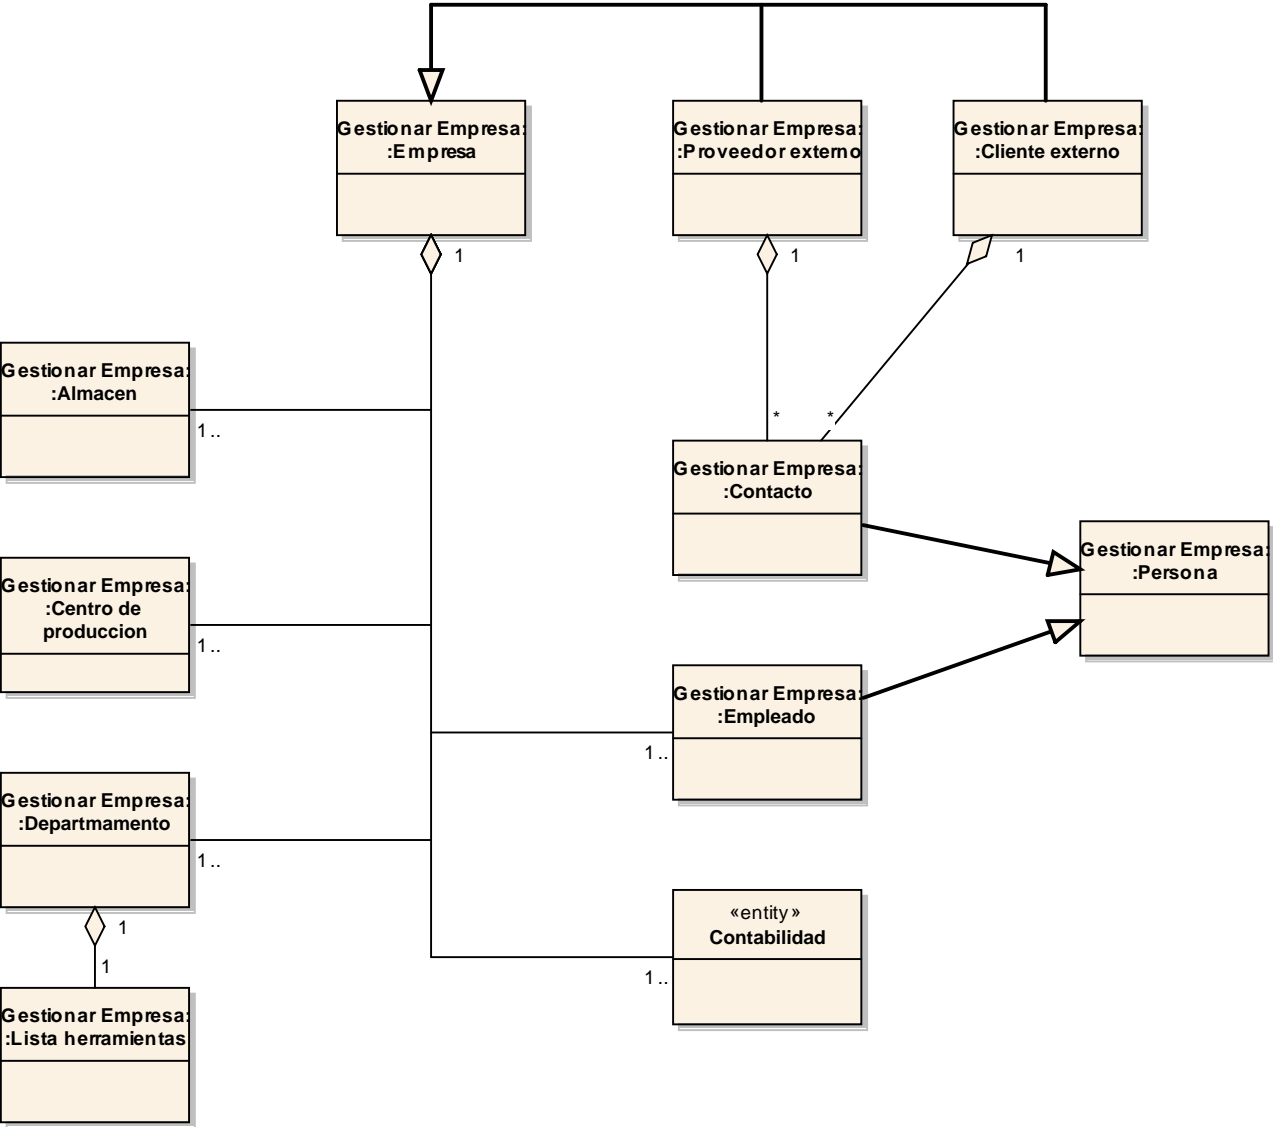 Gestionar Empresa:
:Empresa
Gestionar Empresa:
:Proveedor externo
Gestionar Empresa:
:Cliente externo
1
1
1
Gestionar Empresa:
:Almacen
1..
*
*
Gestionar Empresa:
:Contacto
Gestionar Empresa:
:Persona
Gestionar Empresa:
:Centro de
produccion
1..
Gestionar Empresa:
:Empleado
1..
Gestionar Empresa:
:Departmamento
1..
«entity»
Contabilidad
1..
1
1
Gestionar Empresa:
:Lista herramientas